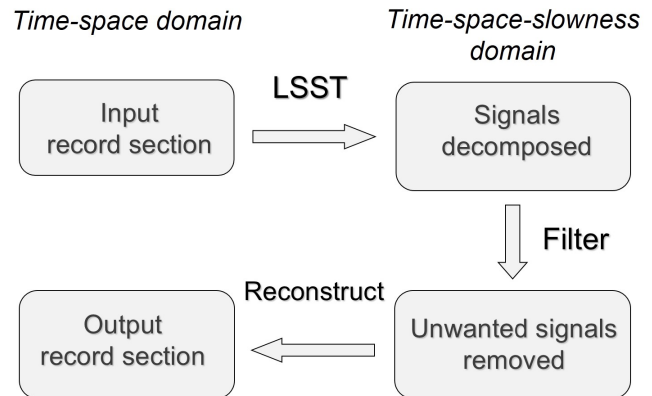 Time-space domain
Time-space-slowness
domain
Input
record section
LSST
Signals
decomposed
Filter
Unwanted signals
removed
Reconstruct
Output
record section